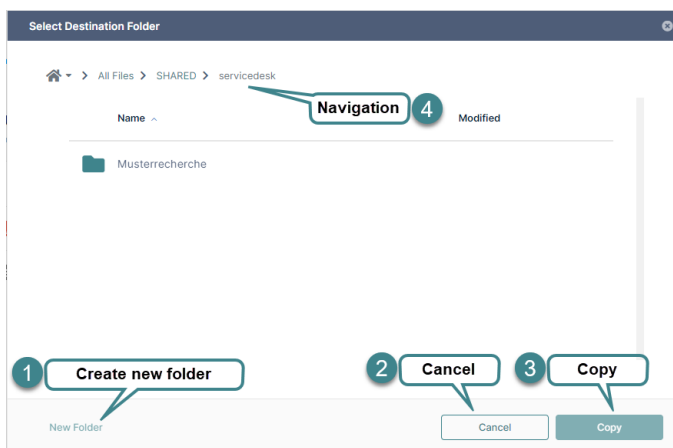 Select Destination Folder
All Files > SHARED > servicedesk
Navigation 4
Name Modified
Musterrecherche
1 Create new folder
2 Cancel
3 Copy
New Folder
Cancel
Copy